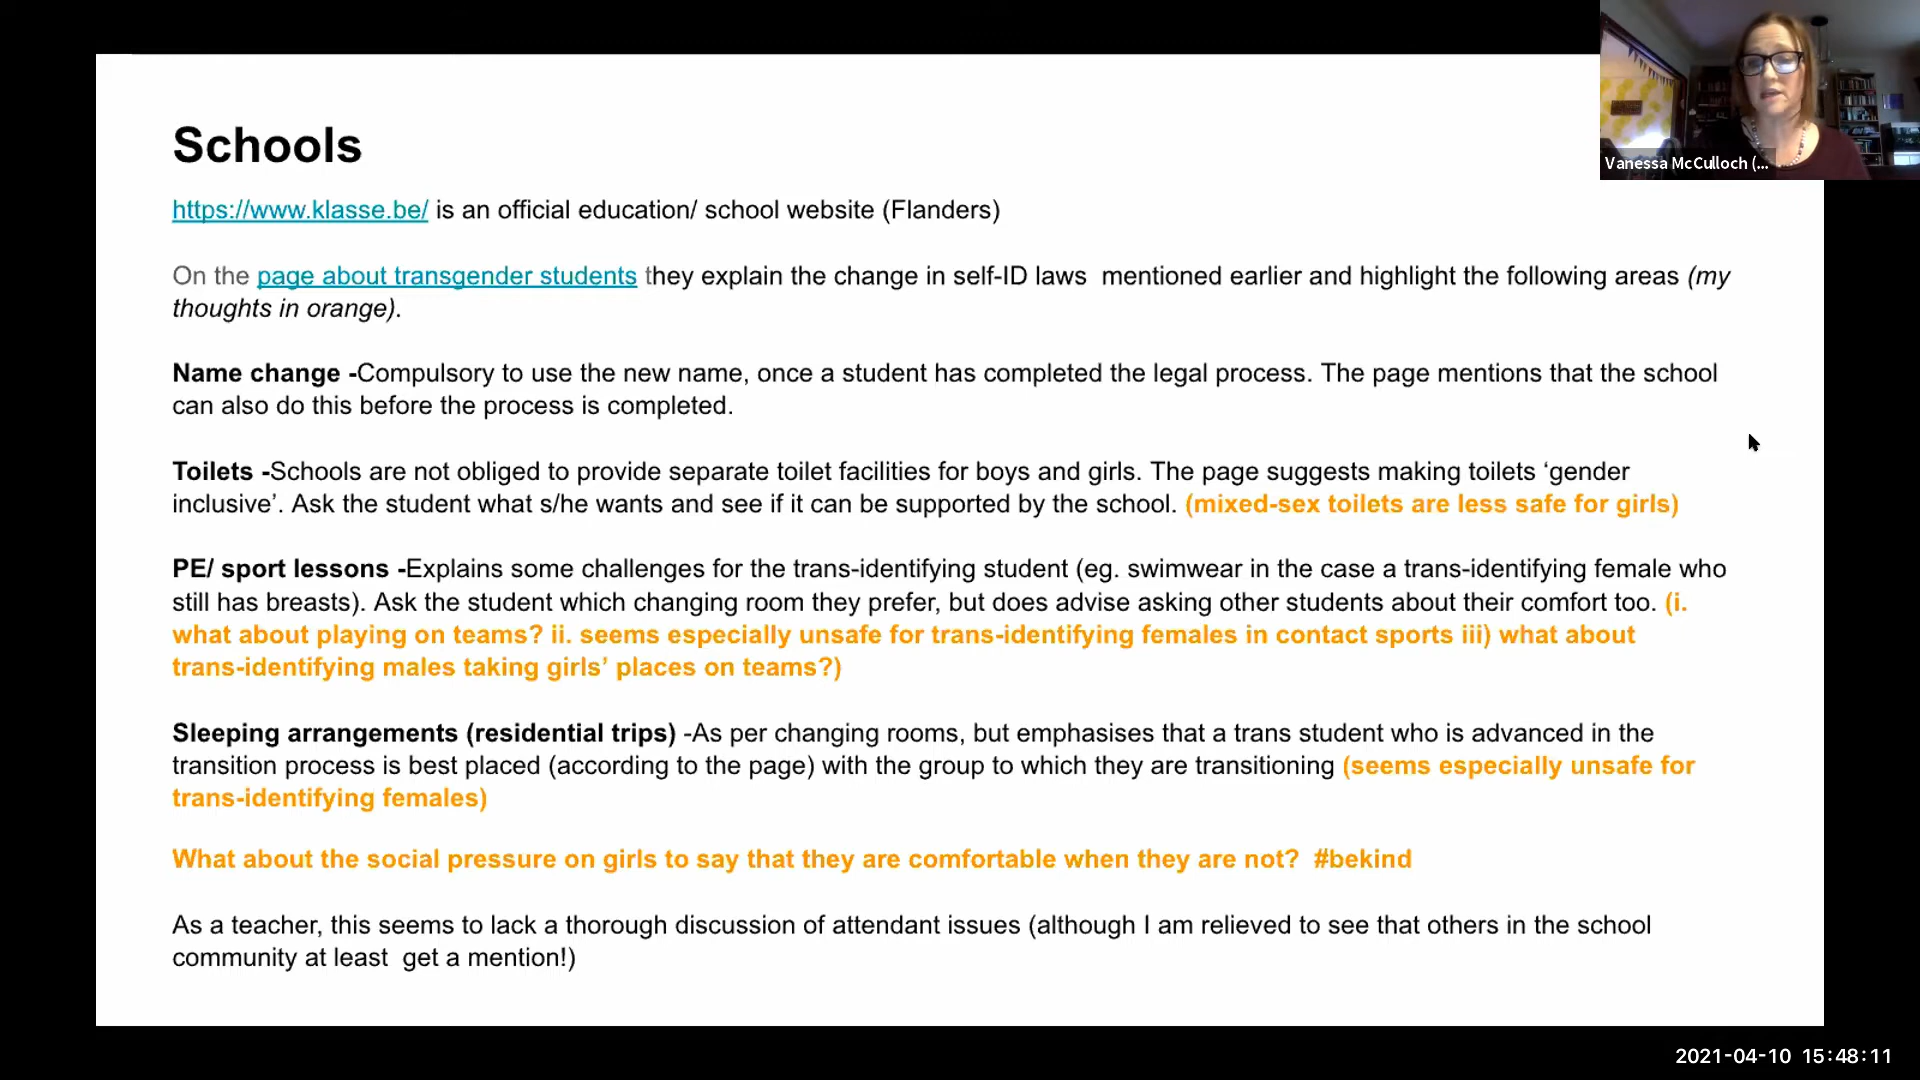 Schools
https://www.klasse.be/ is an official education/ school website (Flanders)
On the page about transgender students they explain the change in self-ID laws  mentioned earlier and highlight the following areas (my
thoughts in orange).
Name change -Compulsory to use the new name, once a student has completed the legal process. The page mentions that the school
can also do this before the process is completed.
Toilets -Schools are not obliged to provide separate toilet facilities for boys and girls. The page suggests making toilets ‘gender
inclusive’. Ask the student what s/he wants and see if it can be supported by the school. (mixed-sex toilets are less safe for girls)
PE/ sport lessons -Explains some challenges for the trans-identifying student (eg. swimwear in the case a trans-identifying female who
still has breasts). Ask the student which changing room they prefer, but does advise asking other students about their comfort too. (i.
what about playing on teams? ii. seems especially unsafe for trans-identifying females in contact sports iii) what about
trans-identifying males taking girls’ places on teams?)
Sleeping arrangements (residential trips) -As per changing rooms, but emphasises that a trans student who is advanced in the
transition process is best placed (according to the page) with the group to which they are transitioning (seems especially unsafe for
trans-identifying females)
What about the social pressure on girls to say that they are comfortable when they are not?  #bekind
As a teacher, this seems to lack a thorough discussion of attendant issues (although I am relieved to see that others in the school
community at least  get a mention!)
Vanessa McCulloch (...
2021-04-10 15:48:11